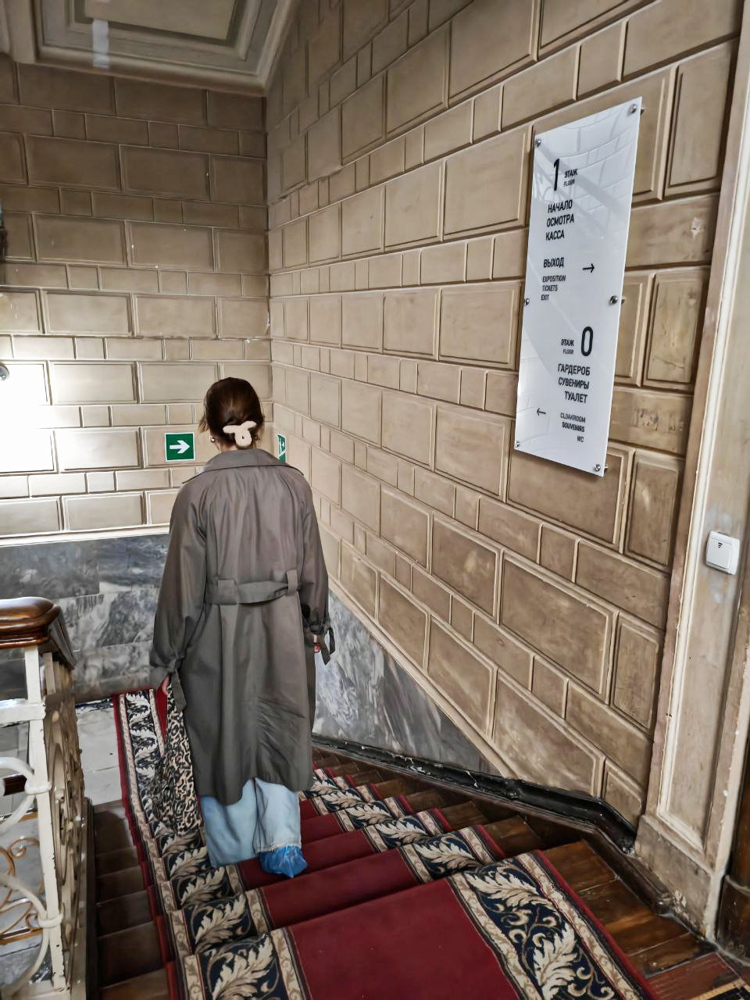 1 ЭТАЖ
FLOOR
НАЧАЛО
ОСМОТРА
КАССА
ВЫХОД →
EXPOSITION
TICKETS
EXIT
ЭТАЖ 0
FLOOR
ГАРДЕРОБ
СУВЕНИРЫ
ТУАЛЕТ
← CLOAKROOM
SOUVENIRS
WC